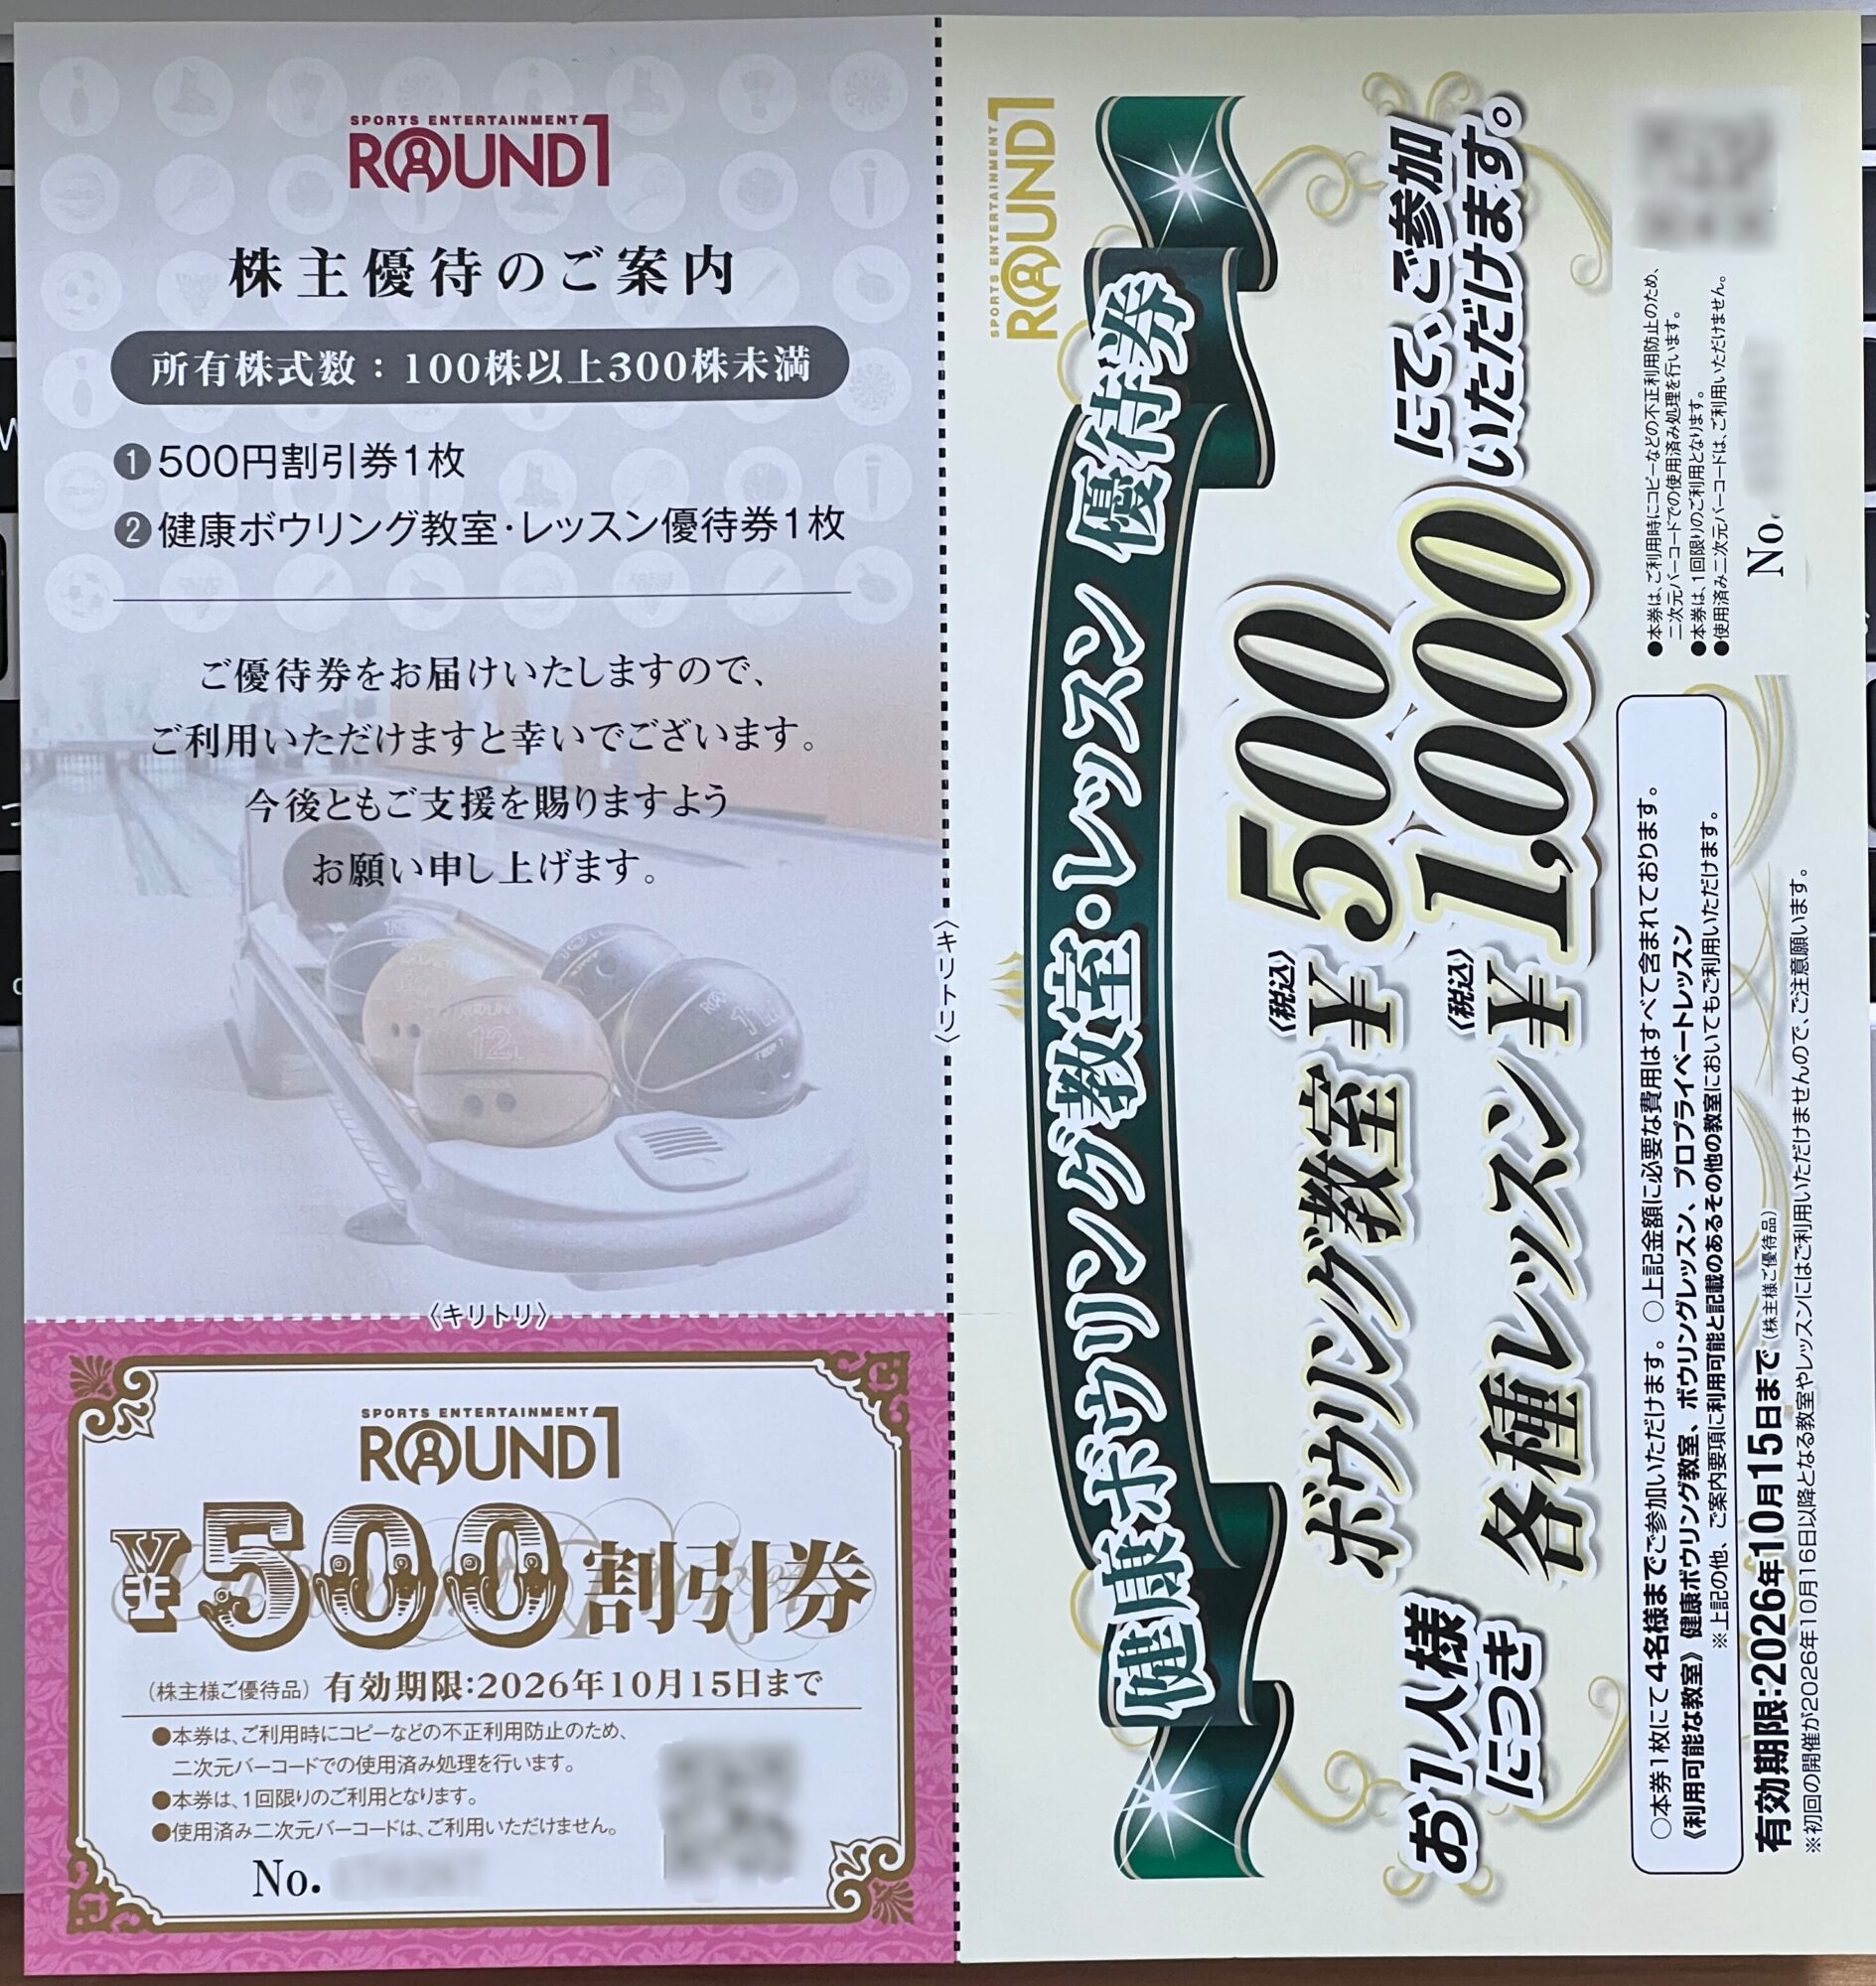 SPORTS ENTERTAINMENT
ROUND1
株主優待のご案内
所有株式数：100株以上300株未満
❶500円割引券1枚
❷健康ボウリング教室・レッスン優待券1枚
ご優待券をお届けいたしますので、
ご利用いただけますと幸いでございます。
今後ともご支援を賜りますよう
お願い申し上げます。
〈キリトリ〉
SPORTS ENTERTAINMENT
ROUND1
¥500割引券
(株主様ご優待品) 有効期限:2026年10月15日まで
●本券は、ご利用時にコピーなどの不正利用防止のため、
二次元バーコードでの使用済み処理を行います。
●本券は、1回限りのご利用となります。
●使用済み二次元バーコードは、ご利用いただけません。
No.
〈キリトリ〉
SPORTS ENTERTAINMENT
ROUND1
健康ボウリング教室・レッスン 優待券
お1人様
につき
ボウリング教室 〈税込〉 ¥500
各種レッスン 〈税込〉 ¥1,000
にて、ご参加
いただけます。
○本券1枚にて4名様までご参加いただけます。 ○上記金額に必要な費用はすべて含まれております。
《利用可能な教室》 健康ボウリング教室、ボウリングレッスン、プロプライベートレッスン
※上記の他、ご案内要項に利用可能と記載のあるその他の教室においてもご利用いただけます。
有効期限:2026年10月15日まで (株主様ご優待品)
※初回の開催が2026年10月16日以降となる教室やレッスンにはご利用いただけませんので、ご注意願います。
●本券は、ご利用時にコピーなどの不正利用防止のため、
二次元バーコードでの使用済み処理を行います。
●本券は、1回限りのご利用となります。
●使用済み二次元バーコードは、ご利用いただけません。
No.